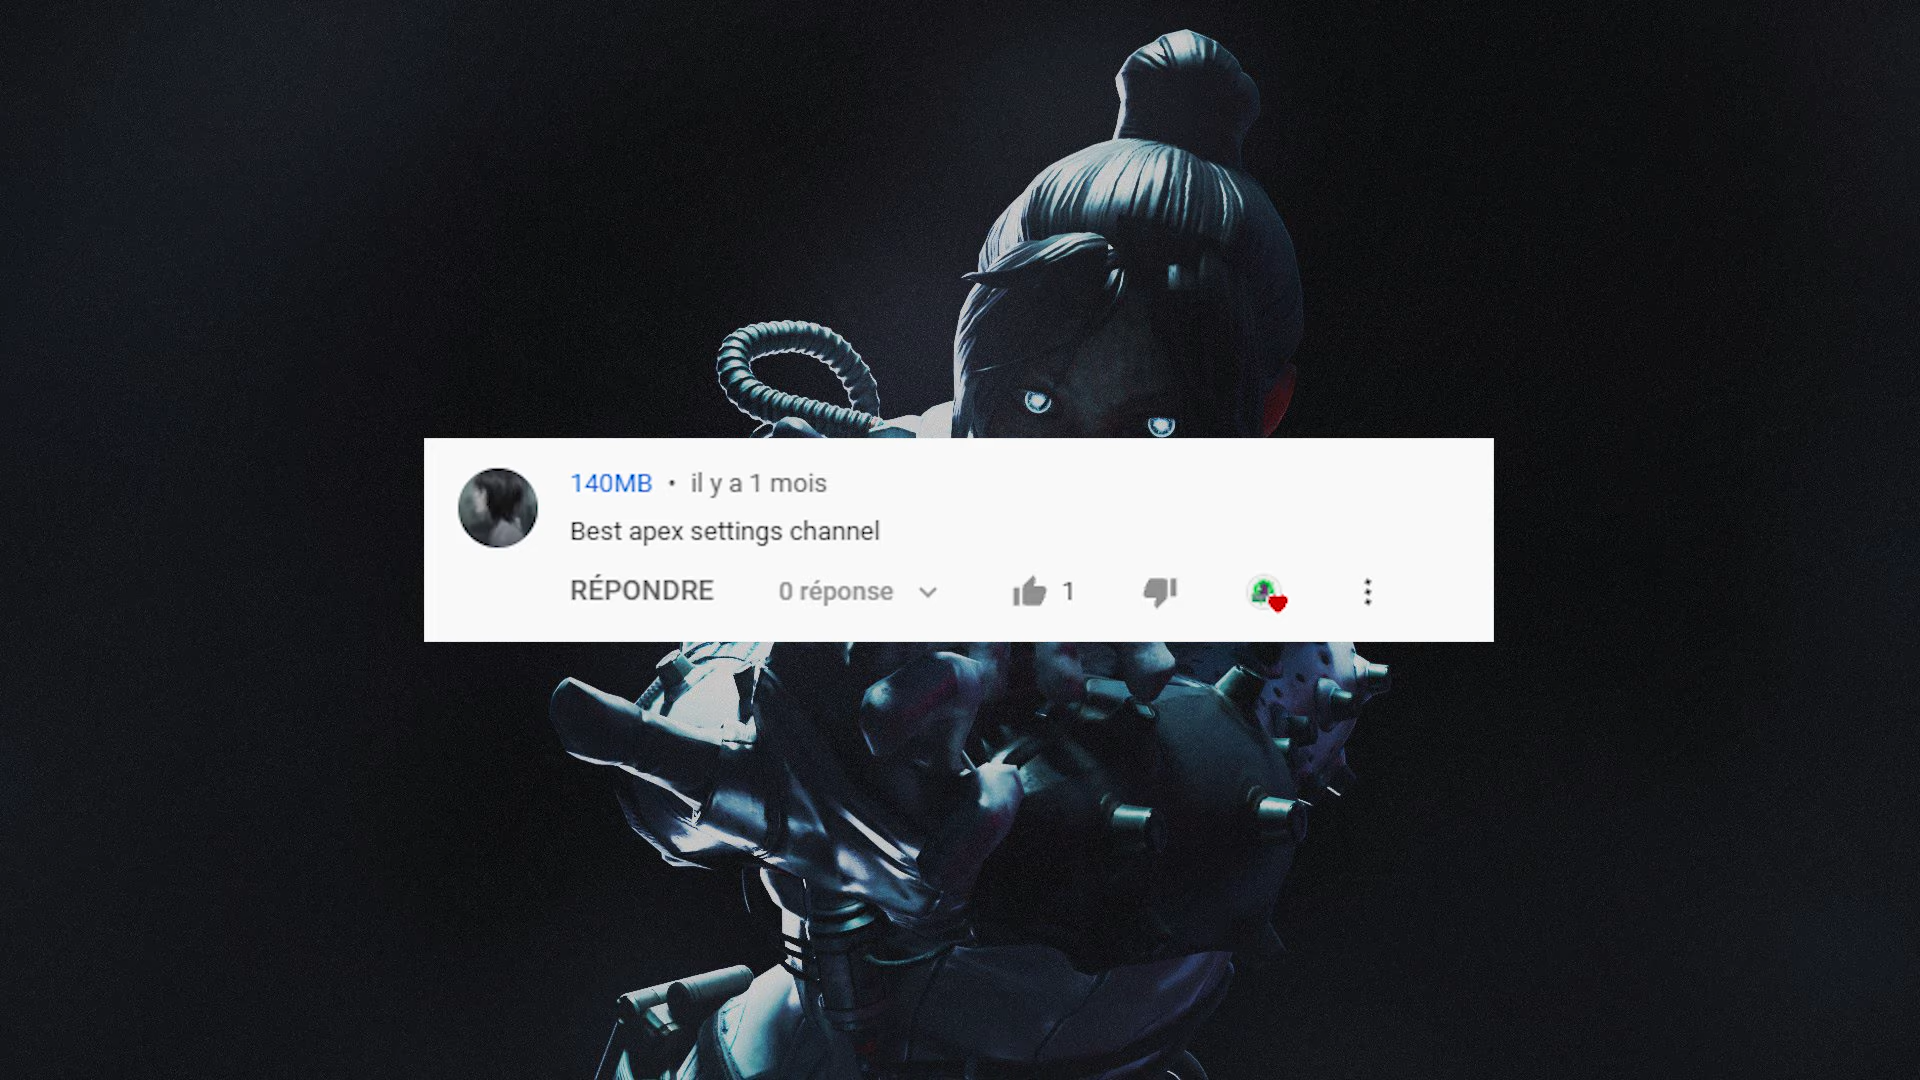 140MB • il y a 1 mois
Best apex settings channel
RÉPONDRE 0 réponse 1